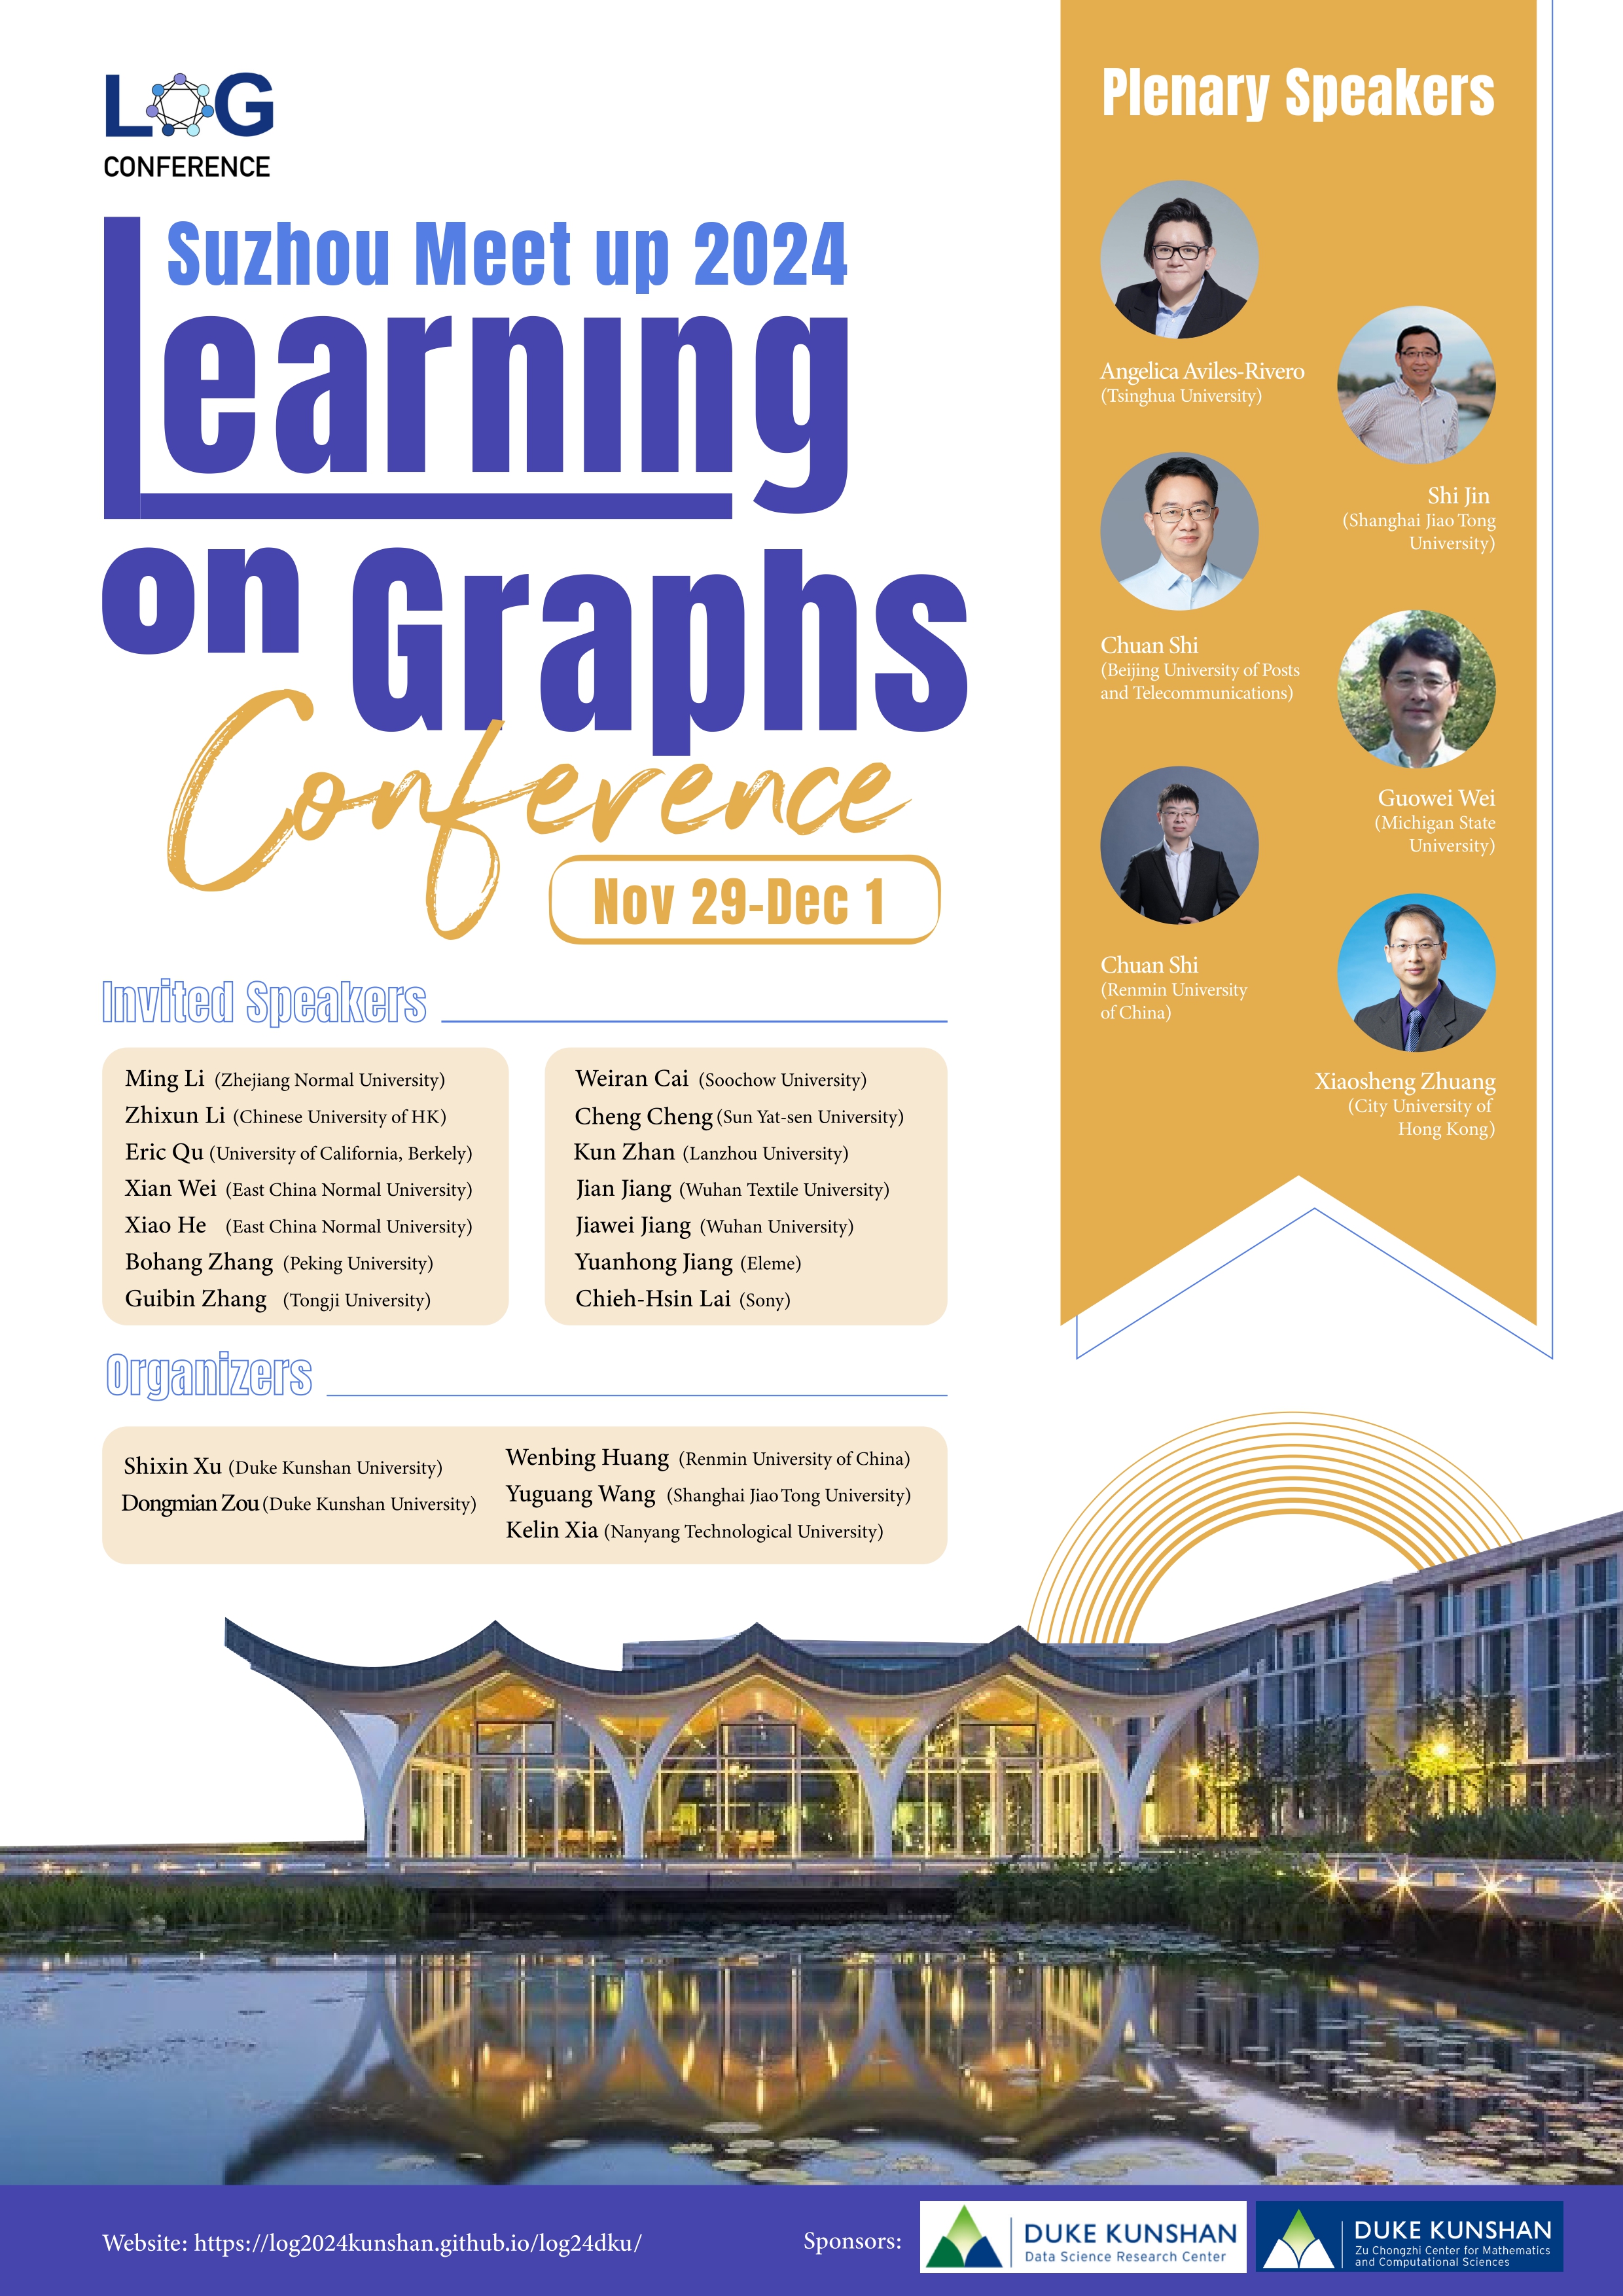 LOG
CONFERENCE
Suzhou Meet up 2024
Learning
on Graphs
Conference
Nov 29-Dec 1
Invited Speakers
Ming Li (Zhejiang Normal University)
Zhixun Li (Chinese University of HK)
Eric Qu (University of California, Berkely)
Xian Wei (East China Normal University)
Xiao He (East China Normal University)
Bohang Zhang (Peking University)
Guibin Zhang (Tongji University)
Weiran Cai (Soochow University)
Cheng Cheng (Sun Yat-sen University)
Kun Zhan (Lanzhou University)
Jian Jiang (Wuhan Textile University)
Jiawei Jiang (Wuhan University)
Yuanhong Jiang (Eleme)
Chieh-Hsin Lai (Sony)
Organizers
Shixin Xu (Duke Kunshan University)
Dongmian Zou (Duke Kunshan University)
Wenbing Huang (Renmin University of China)
Yuguang Wang (Shanghai Jiao Tong University)
Kelin Xia (Nanyang Technological University)
Plenary Speakers
Angelica Aviles-Rivero
(Tsinghua University)
Shi Jin
(Shanghai Jiao Tong
University)
Chuan Shi
(Beijing University of Posts
and Telecommunications)
Guowei Wei
(Michigan State
University)
Chuan Shi
(Renmin University
of China)
Xiaosheng Zhuang
(City University of
Hong Kong)
Website: https://log2024kunshan.github.io/log24dku/
Sponsors:
DUKE KUNSHAN
Data Science Research Center
DUKE KUNSHAN
Zu Chongzhi Center for Mathematics
and Computational Sciences